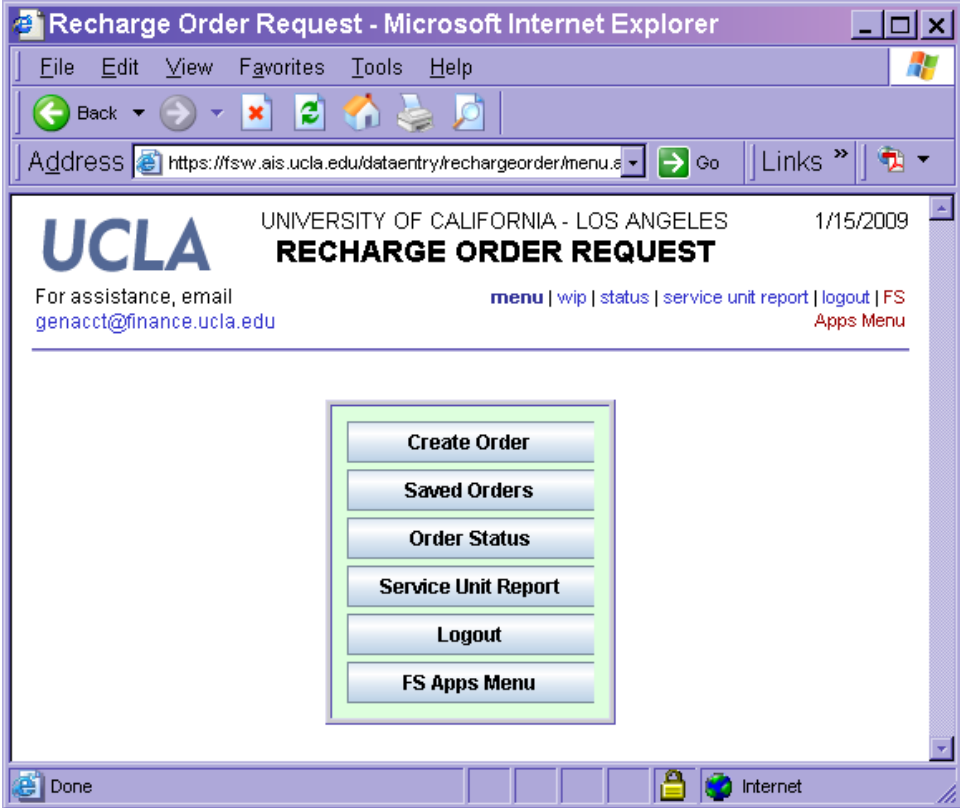 Recharge Order Request - Microsoft Internet Explorer
File Edit View Favorites Tools Help
Back
Address https://fsw.ais.ucla.edu/dataentry/rechargeorder/menu.a Go Links »
UCLA
UNIVERSITY OF CALIFORNIA - LOS ANGELES 1/15/2009
RECHARGE ORDER REQUEST
For assistance, email
genacct@finance.ucla.edu
menu | wip | status | service unit report | logout | FS
Apps Menu
Create Order
Saved Orders
Order Status
Service Unit Report
Logout
FS Apps Menu
Done Internet